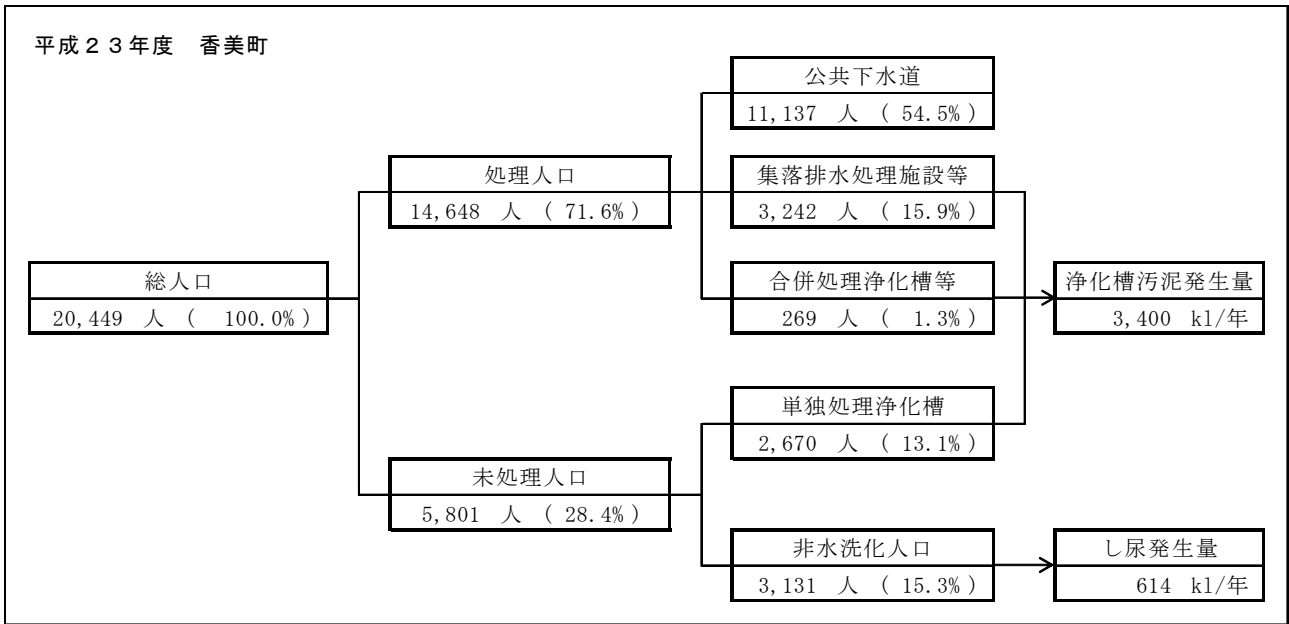 平成２３年度　香美町
公共下水道
11,137 人 ( 54.5% )
処理人口
14,648 人 ( 71.6% )
集落排水処理施設等
3,242 人 ( 15.9% )
総人口
20,449 人 ( 100.0% )
合併処理浄化槽等
269 人 ( 1.3% )
浄化槽汚泥発生量
3,400 kl/年
単独処理浄化槽
2,670 人 ( 13.1% )
未処理人口
5,801 人 ( 28.4% )
非水洗化人口
3,131 人 ( 15.3% )
し尿発生量
614 kl/年